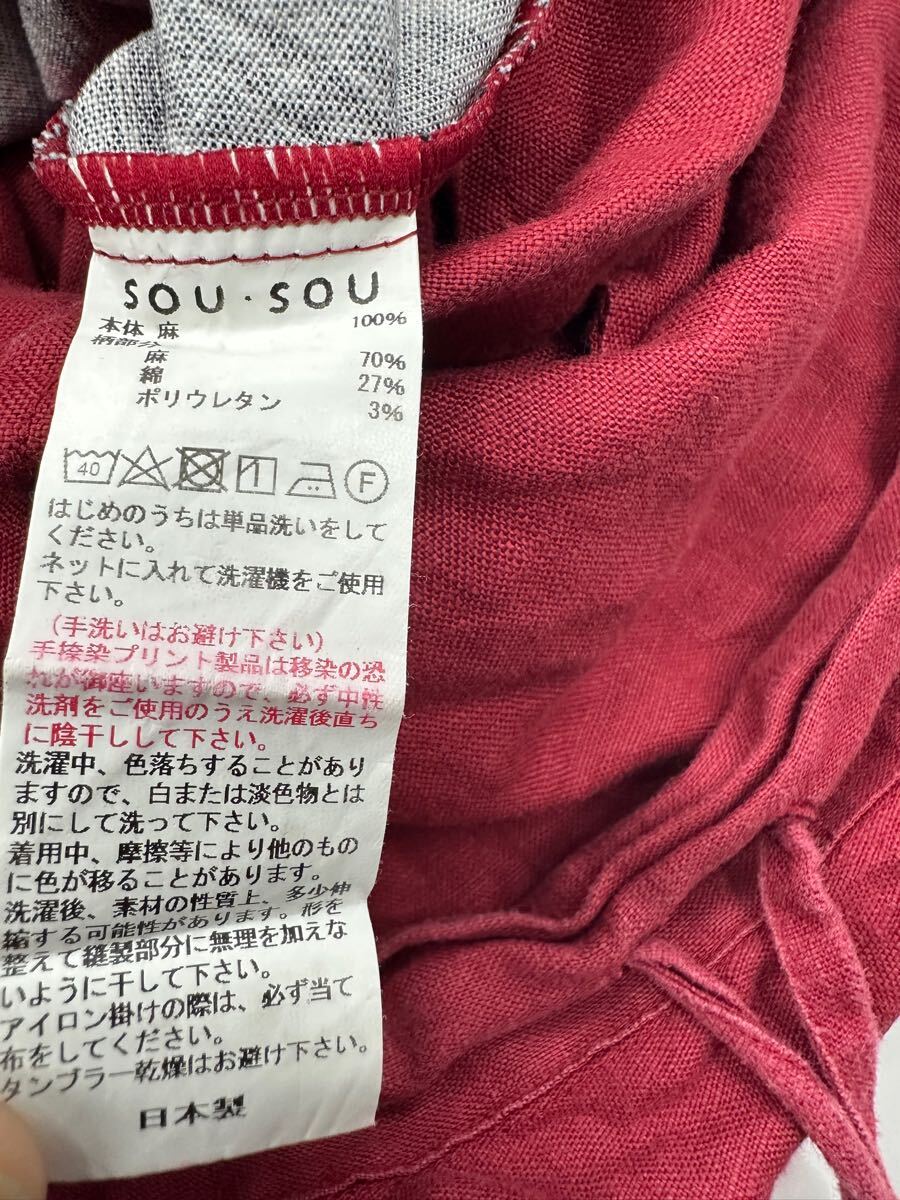 SOU・SOU
本体 麻 100%
柄部分
麻 70%
綿 27%
ポリウレタン 3%
40 F
はじめのうちは単品洗いをして
ください。
ネットに入れて洗濯機をご使用
下さい。
(手洗いはお避け下さい)
手捺染プリント製品は移染の恐
れが御座いますので、必ず中性
洗剤をご使用のうえ洗濯後直ち
に陰干しして下さい。
洗濯中、色落ちすることがあり
ますので、白または淡色物とは
別にして洗って下さい。
着用中、摩擦等により他のもの
に色が移ることがあります。
洗濯後、素材の性質上、多少伸
縮する可能性があります。形を
整えて縫製部分に無理を加えな
いように干して下さい。
アイロン掛けの際は、必ず当て
布をしてください。
タンブラー乾燥はお避け下さい。
日本製